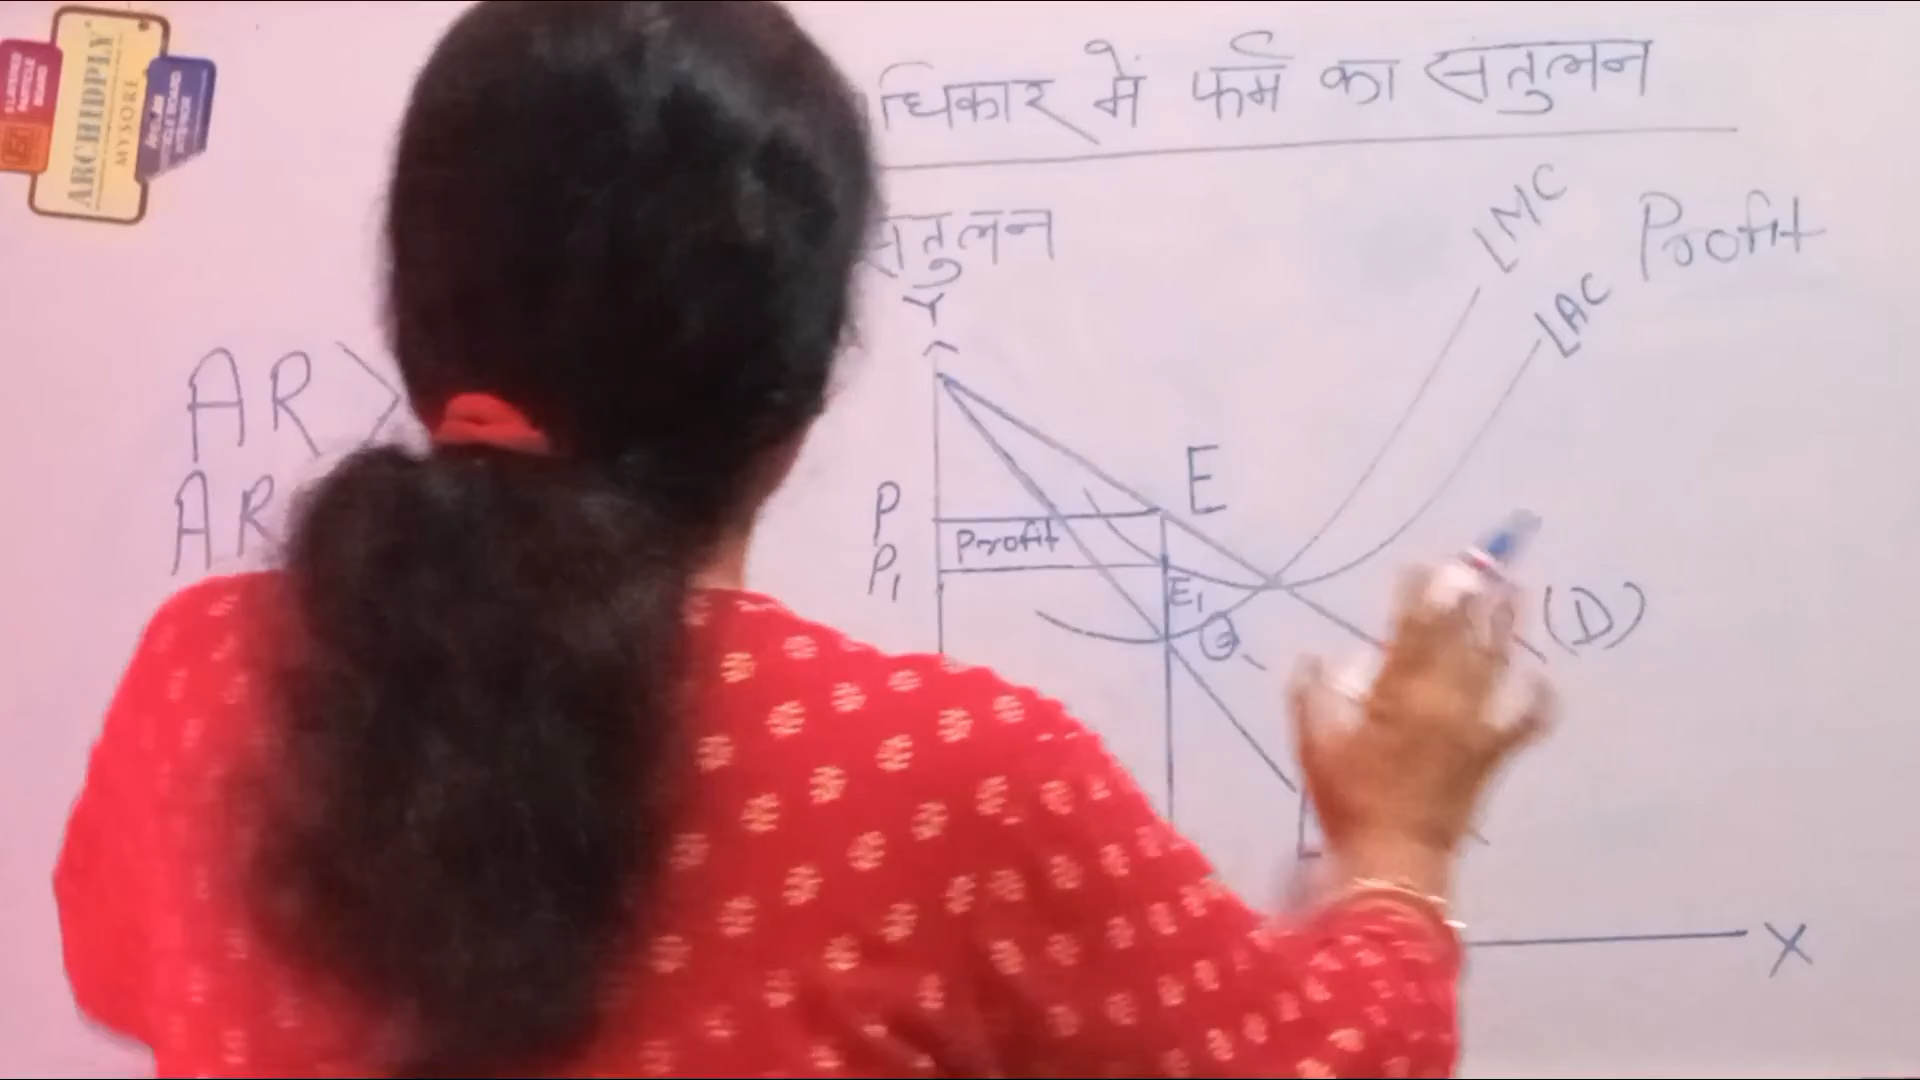 ARCHIDPLY
MYSORE
धिकार में फर्म का संतुलन
संतुलन
Y
LMC
LAC
Profit
AR >
AR
P
Profit
E
P1
E1
(D)
X